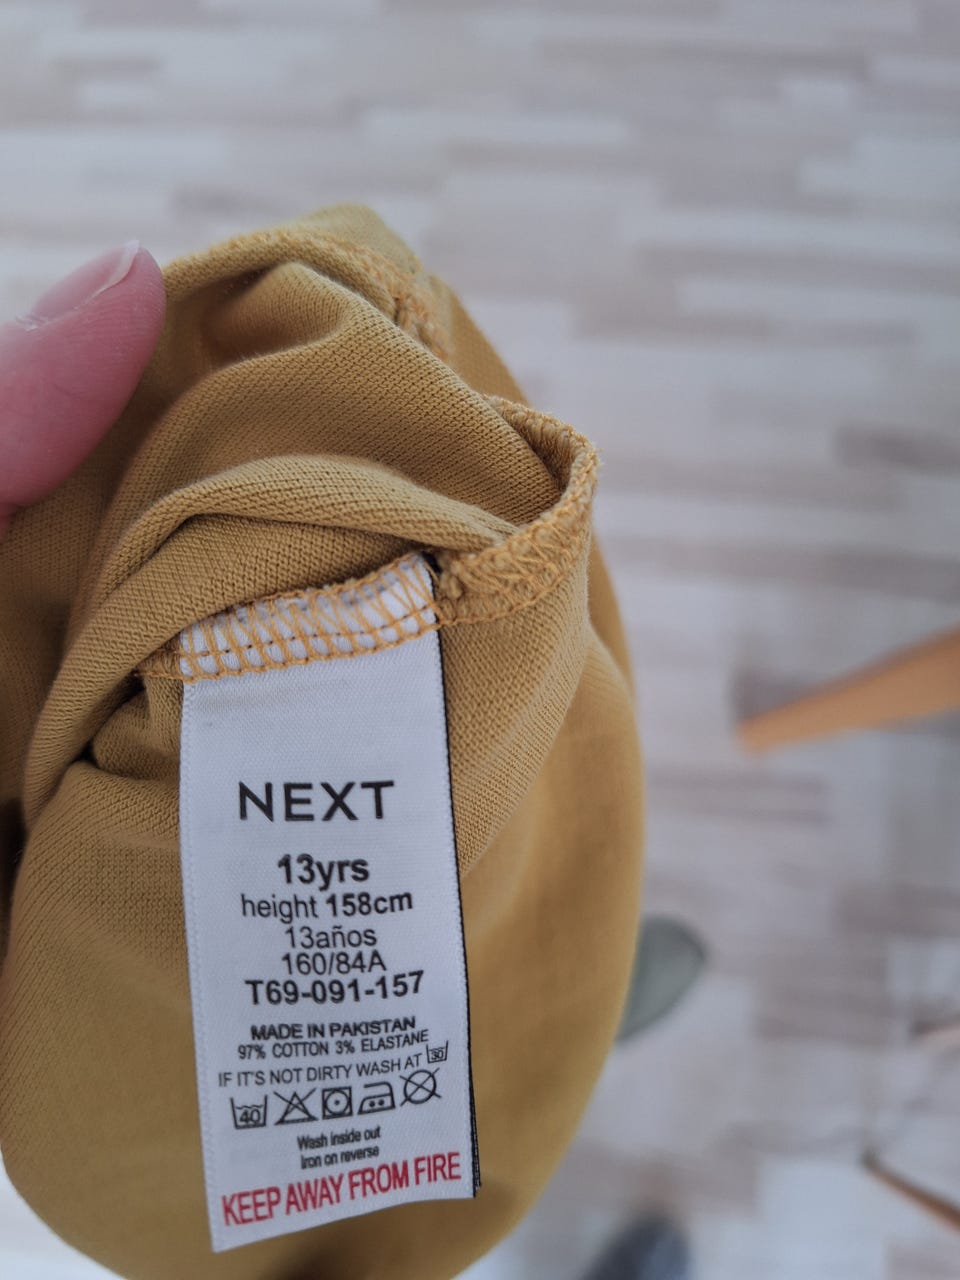 NEXT
13yrs
height 158cm
13años
160/84A
T69-091-157
MADE IN PAKISTAN
97% COTTON 3% ELASTANE
IF IT'S NOT DIRTY WASH AT 30
40
Wash inside out
Iron on reverse
KEEP AWAY FROM FIRE